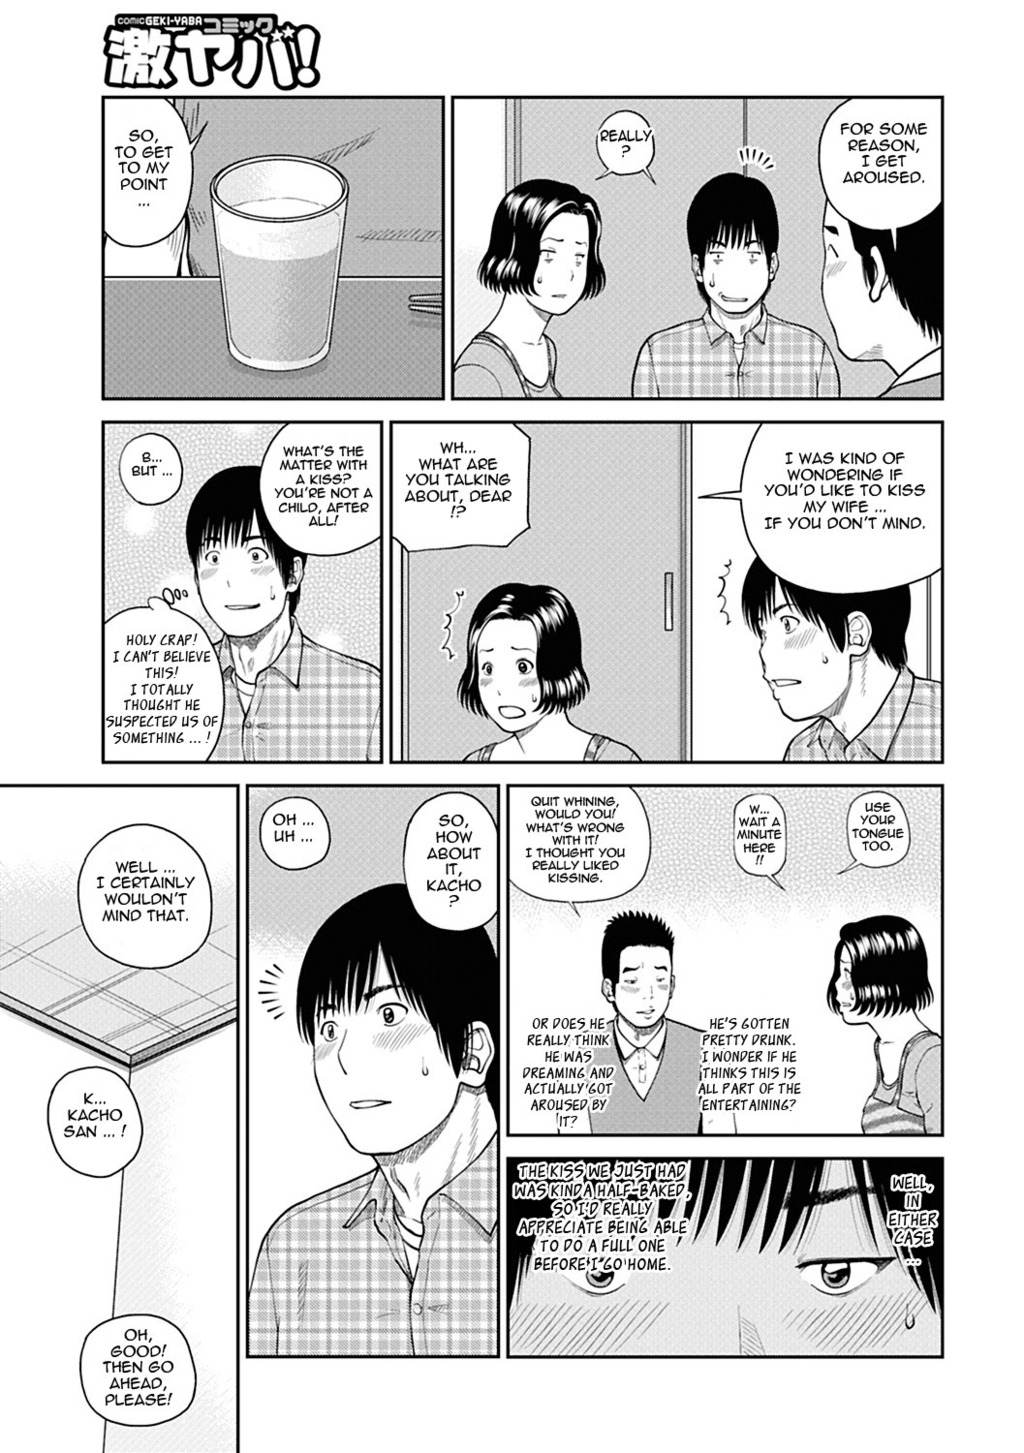 COMIC GEKI-YABA コミック
激ヤバ!
FOR SOME
REASON,
I GET
AROUSED.
REALLY
?
SO,
TO GET
TO MY
POINT
...
I WAS KIND OF
WONDERING IF
YOU'D LIKE TO KISS
MY WIFE ...
IF YOU DON'T MIND.
WH...
WHAT ARE
YOU TALKING
ABOUT, DEAR
!?
WHAT'S THE
MATTER WITH
A KISS?
YOU'RE NOT A
CHILD, AFTER
ALL!
B...
BUT ...
HOLY CRAP!
I CAN'T BELIEVE
THIS!
I TOTALLY
THOUGHT HE
SUSPECTED US OF
SOMETHING ... !
USE
YOUR
TONGUE
TOO.
W...
WAIT A
MINUTE
HERE
!!
QUIT WHINING,
WOULD YOU!
WHAT'S WRONG
WITH IT!
I THOUGHT YOU
REALLY LIKED
KISSING.
HE'S GOTTEN
PRETTY DRUNK.
I WONDER IF HE
THINKS THIS IS
ALL PART OF THE
ENTERTAINING?
OR DOES HE
REALLY THINK
HE WAS
DREAMING AND
ACTUALLY GOT
AROUSED BY
IT?
WELL,
IN
EITHER
CASE
...
THE KISS WE JUST HAD
WAS KINDA HALF-BAKED,
SO I'D REALLY
APPRECIATE BEING ABLE
TO DO A FULL ONE
BEFORE I GO HOME.
SO,
HOW
ABOUT
IT,
KACHO
?
OH ...
UH ...
WELL ...
I CERTAINLY
WOULDN'T
MIND THAT.
K...
KACHO
SAN ... !
OH,
GOOD!
THEN GO
AHEAD,
PLEASE!